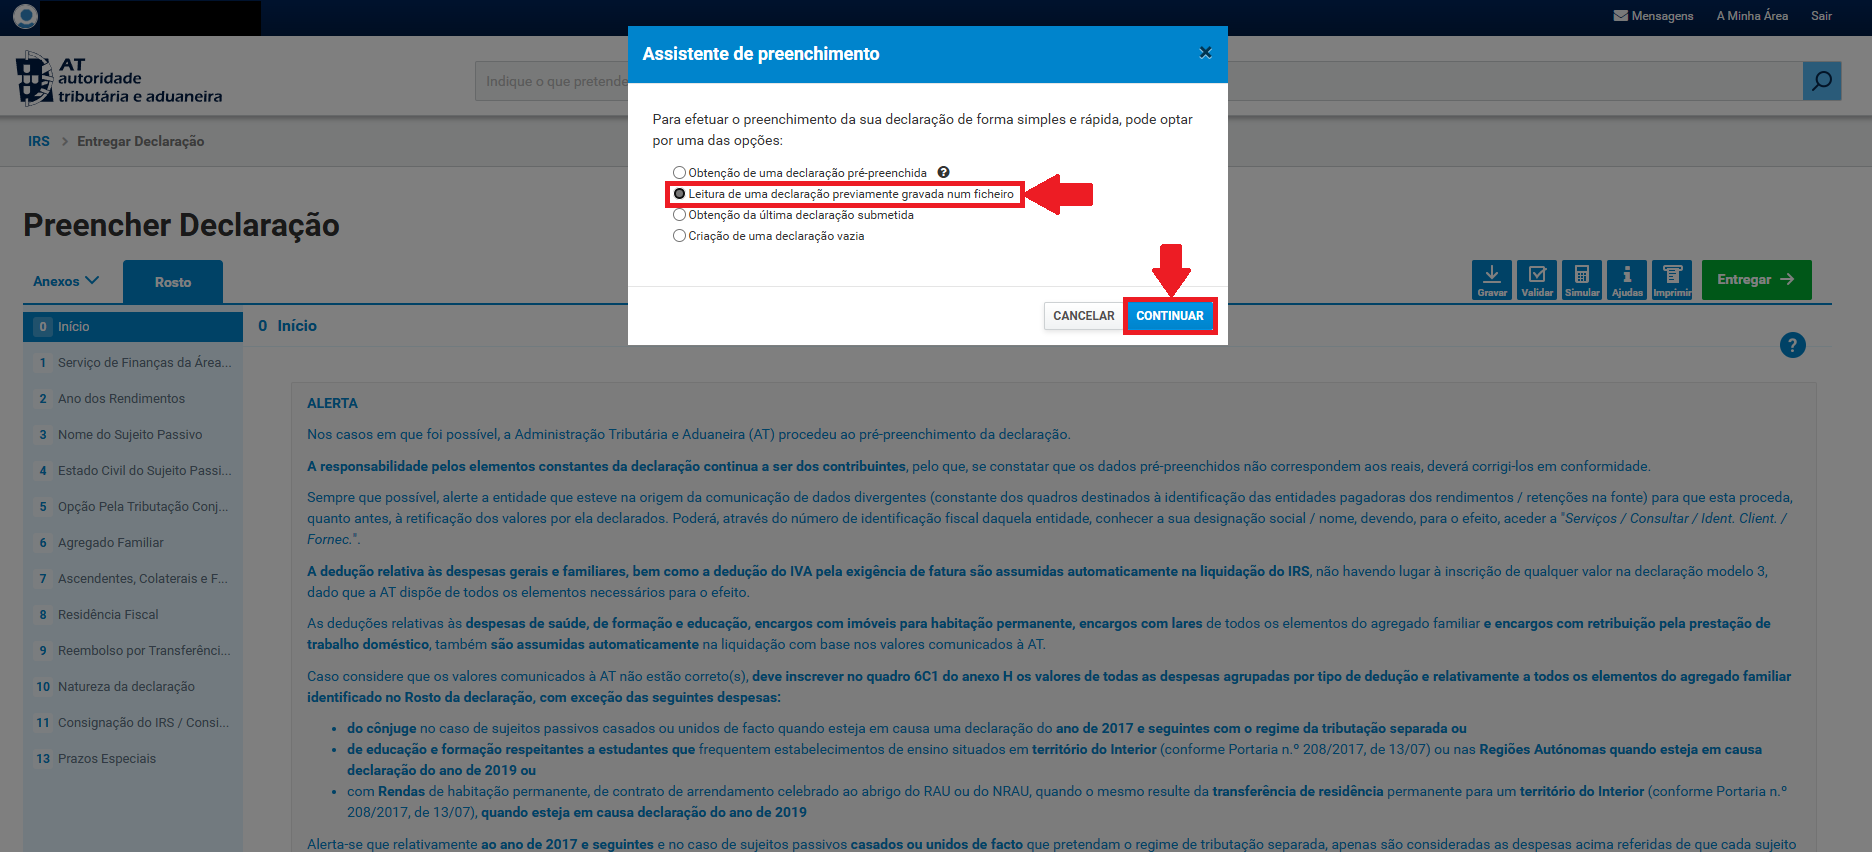 Mensagens A Minha Área Sair
AT
autoridade
tributária e aduaneira
Indique o que pretende
IRS > Entregar Declaração
Assistente de preenchimento
Para efetuar o preenchimento da sua declaração de forma simples e rápida, pode optar
por uma das opções:
Obtenção de uma declaração pré-preenchida ?
Leitura de uma declaração previamente gravada num ficheiro
Obtenção da última declaração submetida
Criação de uma declaração vazia
CANCELAR CONTINUAR
Preencher Declaração
Anexos Rosto
Gravar Validar Simular Ajudas Imprimir Entregar
0 Início
1 Serviço de Finanças da Área...
2 Ano dos Rendimentos
3 Nome do Sujeito Passivo
4 Estado Civil do Sujeito Passi...
5 Opção Pela Tributação Conj...
6 Agregado Familiar
7 Ascendentes, Colaterais e F...
8 Residência Fiscal
9 Reembolso por Transferênci...
10 Natureza da declaração
11 Consignação do IRS / Consi...
13 Prazos Especiais
0 Início
?
ALERTA
Nos casos em que foi possível, a Administração Tributária e Aduaneira (AT) procedeu ao pré-preenchimento da declaração.
A responsabilidade pelos elementos constantes da declaração continua a ser dos contribuintes, pelo que, se constatar que os dados pré-preenchidos não correspondem aos reais, deverá corrigi-los em conformidade.
Sempre que possível, alerte a entidade que esteve na origem da comunicação de dados divergentes (constante dos quadros destinados à identificação das entidades pagadoras dos rendimentos / retenções na fonte) para que esta proceda,
quanto antes, à retificação dos valores por ela declarados. Poderá, através do número de identificação fiscal daquela entidade, conhecer a sua designação social / nome, devendo, para o efeito, aceder a "Serviços / Consultar / Ident. Client. /
Fornec.".
A dedução relativa às despesas gerais e familiares, bem como a dedução do IVA pela exigência de fatura são assumidas automaticamente na liquidação do IRS, não havendo lugar à inscrição de qualquer valor na declaração modelo 3,
dado que a AT dispõe de todos os elementos necessários para o efeito.
As deduções relativas às despesas de saúde, de formação e educação, encargos com imóveis para habitação permanente, encargos com lares de todos os elementos do agregado familiar e encargos com retribuição pela prestação de
trabalho doméstico, também são assumidas automaticamente na liquidação com base nos valores comunicados à AT.
Caso considere que os valores comunicados à AT não estão correto(s), deve inscrever no quadro 6C1 do anexo H os valores de todas as despesas agrupadas por tipo de dedução e relativamente a todos os elementos do agregado familiar
identificado no Rosto da declaração, com exceção das seguintes despesas:
• do cônjuge no caso de sujeitos passivos casados ou unidos de facto quando esteja em causa uma declaração do ano de 2017 e seguintes com o regime da tributação separada ou
• de educação e formação respeitantes a estudantes que frequentem estabelecimentos de ensino situados em território do Interior (conforme Portaria n.º 208/2017, de 13/07) ou nas Regiões Autónomas quando esteja em causa
declaração do ano de 2019 ou
• com Rendas de habitação permanente, de contrato de arrendamento celebrado ao abrigo do RAU ou do NRAU, quando o mesmo resulte da transferência de residência permanente para um território do Interior (conforme Portaria n.º
208/2017, de 13/07), quando esteja em causa declaração do ano de 2019
Alerta-se que relativamente ao ano de 2017 e seguintes e no caso de sujeitos passivos casados ou unidos de facto que pretendam o regime de tributação separada, apenas são consideradas as despesas acima referidas de que cada sujeito